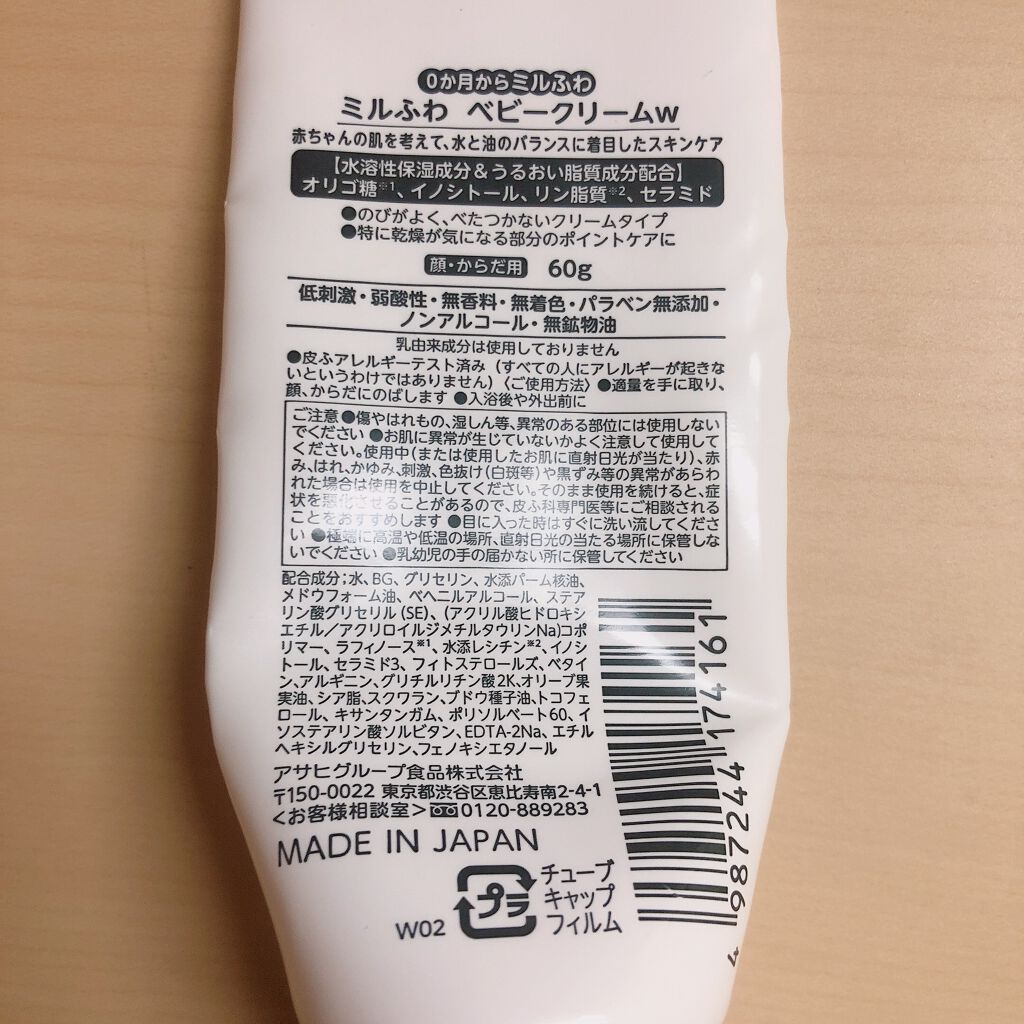 0か月からミルふわ
ミルふわ ベビークリームw
赤ちゃんの肌を考えて、水と油のバランスに着目したスキンケア
【水溶性保湿成分&うるおい脂質成分配合】
オリゴ糖※1、イノシトール、リン脂質※2、セラミド
●のびがよく、べたつかないクリームタイプ
●特に乾燥が気になる部分のポイントケアに
顔・からだ用 60g
低刺激・弱酸性・無香料・無着色・パラベン無添加・
ノンアルコール・無鉱物油
乳由来成分は使用しておりません
●皮ふアレルギーテスト済み（すべての人にアレルギーが起きな
いというわけではありません）〈ご使用方法〉●適量を手に取り、
顔、からだにのばします ●入浴後や外出前に
ご注意 ●傷やはれもの、湿しん等、異常のある部位には使用しない
でください ●お肌に異常が生じていないかよく注意して使用して
ください。使用中（または使用したお肌に直射日光が当たり）、赤
み、はれ、かゆみ、刺激、色抜け（白斑等）や黒ずみ等の異常があらわ
れた場合は使用を中止してください。そのまま使用を続けると、症
状を悪化させることがあるので、皮ふ科専門医等にご相談される
ことをおすすめします ●目に入った時はすぐに洗い流してくださ
い ●極端に高温や低温の場所、直射日光の当たる場所に保管しな
いでください ●乳幼児の手の届かない所に保管してください
配合成分；水、BG、グリセリン、水添パーム核油、
メドウフォーム油、ベヘニルアルコール、ステア
リン酸グリセリル（SE）、（アクリル酸ヒドロキシ
エチル／アクリロイルジメチルタウリンNa)コポ
リマー、ラフィノース※1、水添レシチン※2、イノシ
トール、セラミド3、フィトステロールズ、ベタイ
ン、アルギニン、グリチルリチン酸2K、オリーブ果
実油、シア脂、スクワラン、ブドウ種子油、トコフェ
ロール、キサンタンガム、ポリソルベート60、イ
ソステアリン酸ソルビタン、EDTA-2Na、エチル
ヘキシルグリセリン、フェノキシエタノール
アサヒグループ食品株式会社
〒150-0022 東京都渋谷区恵比寿南2-4-1
＜お客様相談室＞0120-889283
MADE IN JAPAN
W02
プラ
チューブ
キャップ
フィルム
4 987244 174161